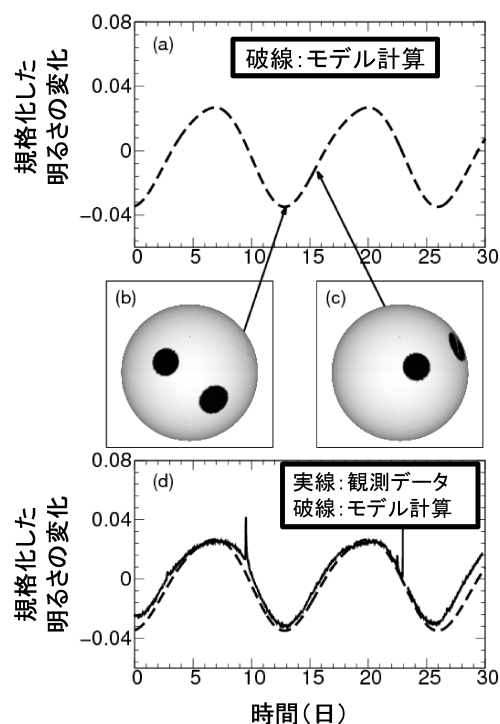 0.08
(a)
破線：モデル計算
0.04
規格化した
明るさの変化
0
−0.04
0 5 10 15 20 25 30
(b)
(c)
0.08
(d)
実線：観測データ
破線：モデル計算
0.04
規格化した
明るさの変化
0
−0.04
0 5 10 15 20 25 30
時間（日）